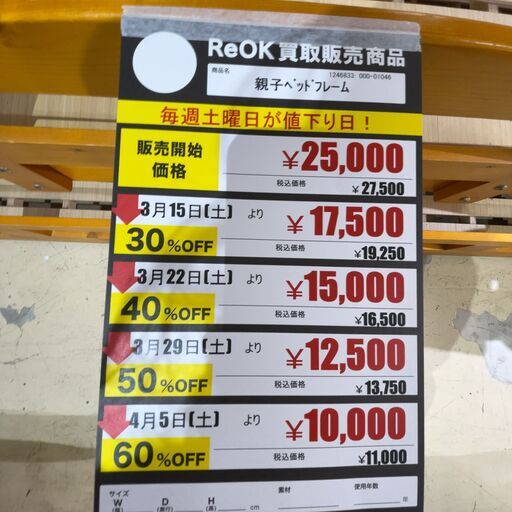 ReOK 買取販売商品
商品名
1246833 000-01046
親子ベッドフレーム
毎週土曜日が値下り日！
販売開始
価格
¥25,000
税込価格 ¥27,500
3月15日(土) より
30%OFF
¥17,500
税込価格 ¥19,250
3月22日(土) より
40%OFF
¥15,000
税込価格 ¥16,500
3月29日(土) より
50%OFF
¥12,500
税込価格 ¥13,750
4月5日(土) より
60%OFF
¥10,000
税込価格 ¥11,000
サイズ
W(幅) D(奥行) H(高) cm
素材
使用年数
年